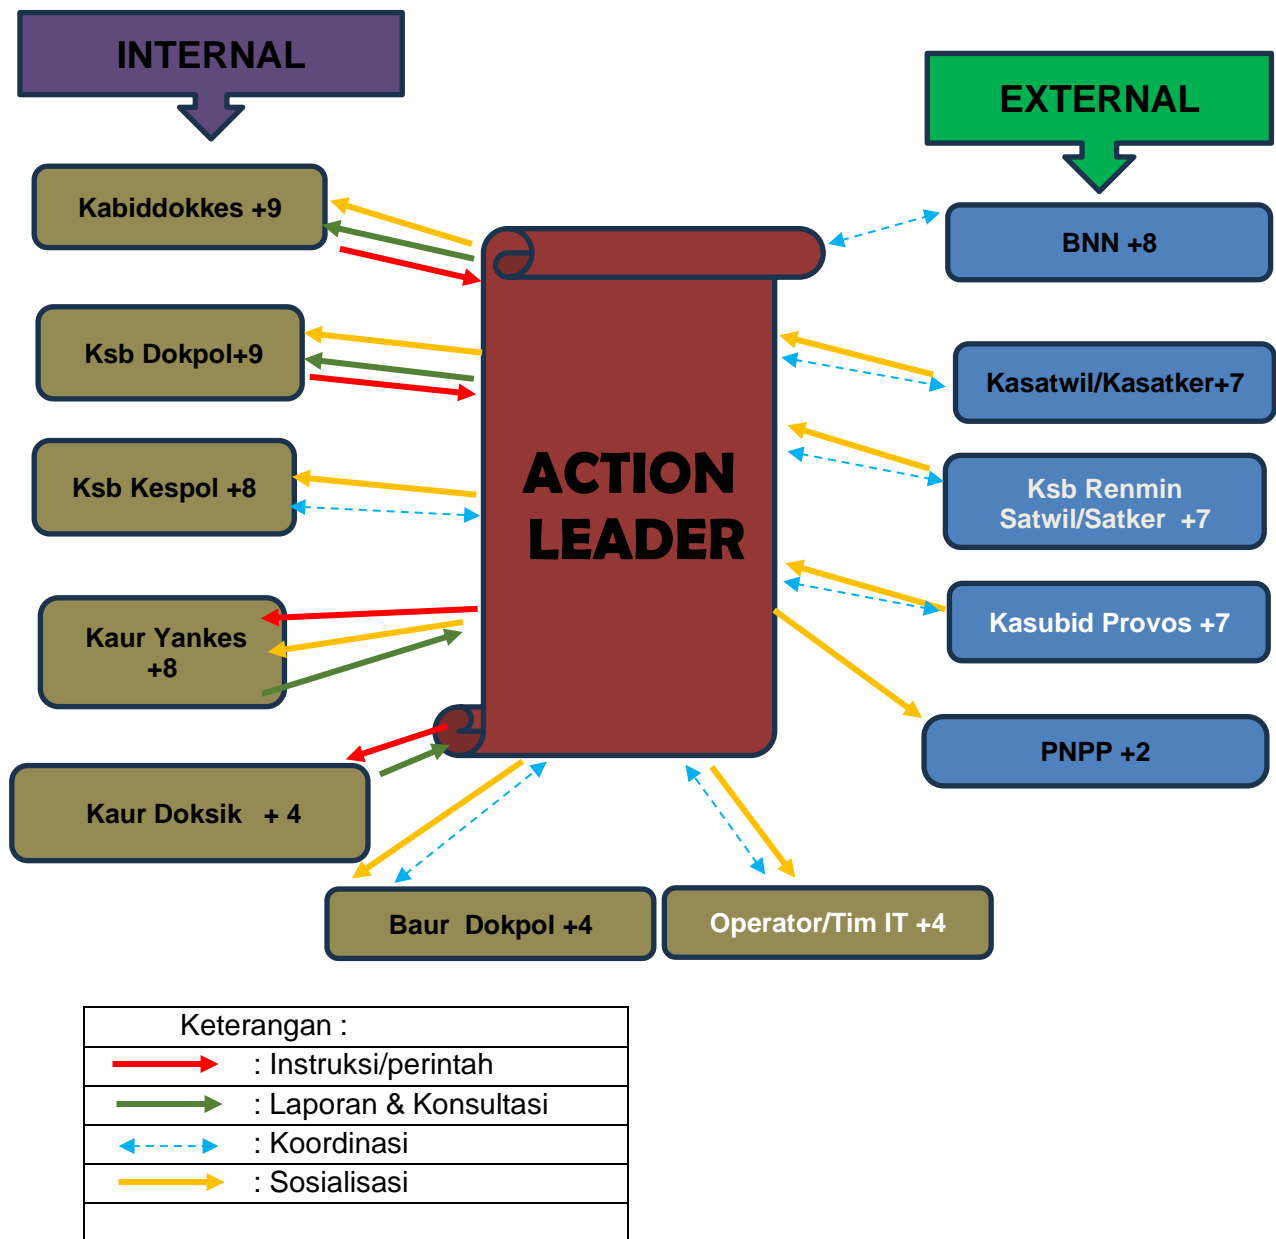 INTERNAL
EXTERNAL
Kabiddokkes +9
BNN +8
Ksb Dokpol+9
Kasatwil/Kasatker+7
Ksb Kespol +8
ACTION
LEADER
Ksb Renmin
Satwil/Satker +7
Kaur Yankes
+8
Kasubid Provos +7
PNPP +2
Kaur Doksik + 4
Baur Dokpol +4
Operator/Tim IT +4
Keterangan :
: Instruksi/perintah
: Laporan & Konsultasi
: Koordinasi
: Sosialisasi